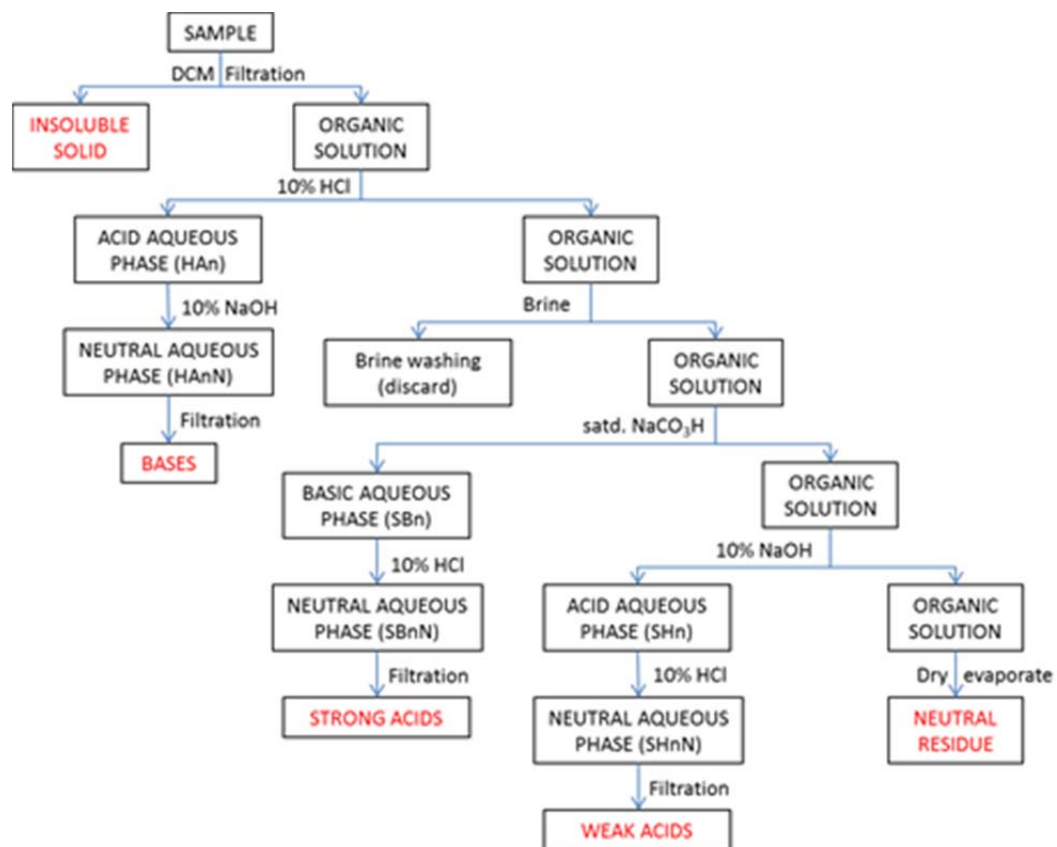 SAMPLE
DCM Filtration
INSOLUBLE
SOLID
ORGANIC
SOLUTION
10% HCl
ACID AQUEOUS
PHASE (HAn)
ORGANIC
SOLUTION
10% NaOH
Brine
NEUTRAL AQUEOUS
PHASE (HAnN)
Brine washing
(discard)
ORGANIC
SOLUTION
Filtration
satd. NaCO₃H
BASES
BASIC AQUEOUS
PHASE (SBn)
ORGANIC
SOLUTION
10% HCl
10% NaOH
NEUTRAL AQUEOUS
PHASE (SBnN)
ACID AQUEOUS
PHASE (SHn)
ORGANIC
SOLUTION
Filtration
10% HCl
Dry evaporate
STRONG ACIDS
NEUTRAL AQUEOUS
PHASE (SHnN)
NEUTRAL
RESIDUE
Filtration
WEAK ACIDS